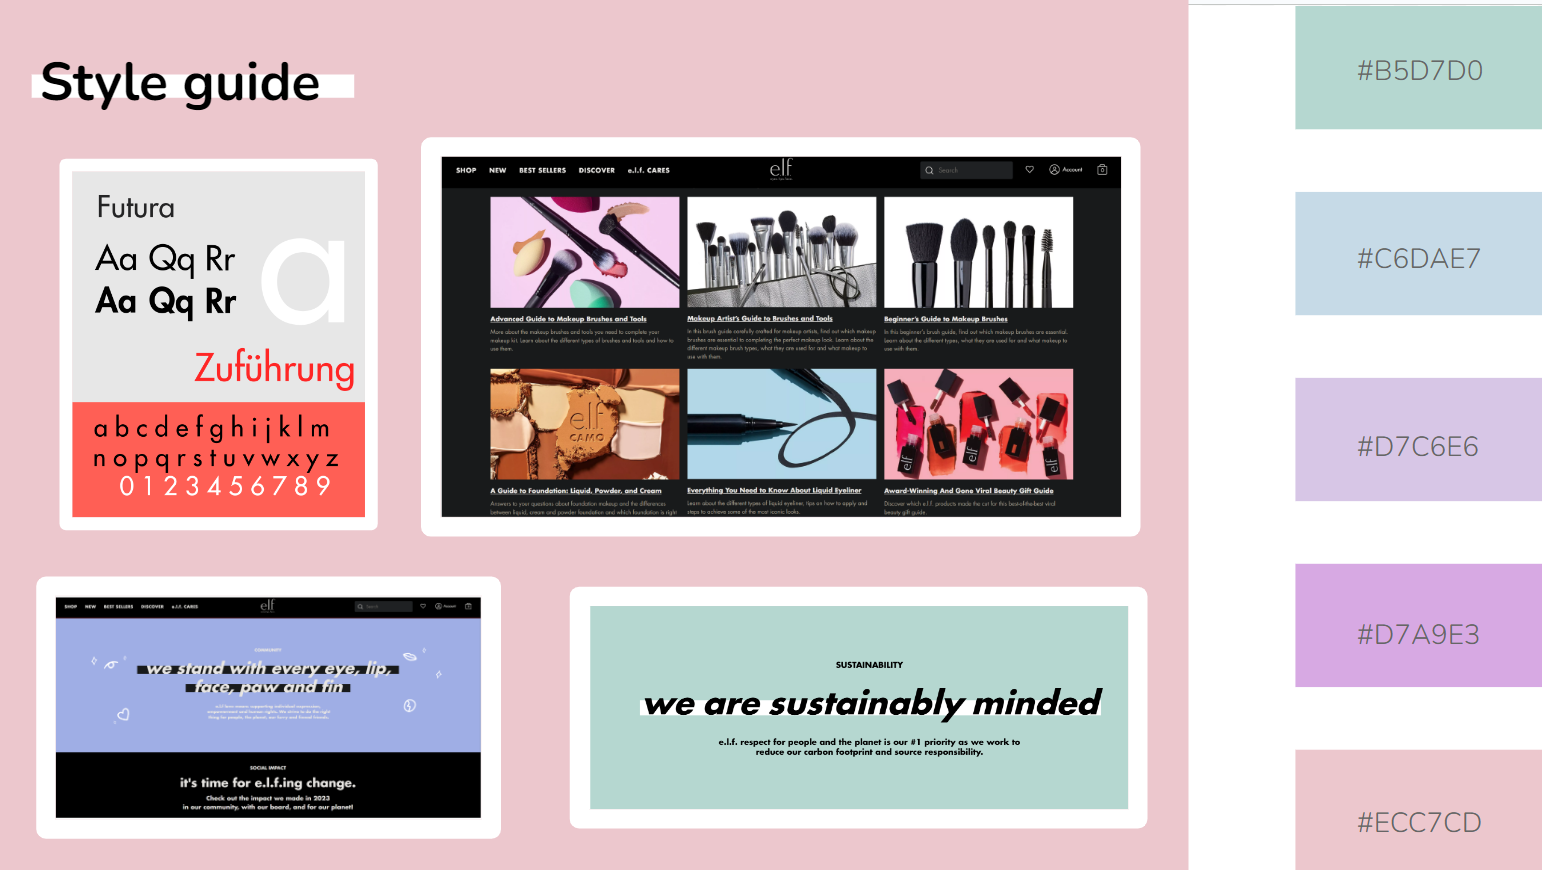 Style guide
Futura
Aa Qq Rr
Aa Qq Rr
a
Zuführung
a b c d e f g h i j k l m
n o p q r s t u v w x y z
0 1 2 3 4 5 6 7 8 9
SHOP NEW BEST SELLERS DISCOVER e.l.f. CARES
elf
Search
Account
0
Advanced Guide to Makeup Brushes and Tools
More about the makeup brushes and tools you need to complete your
makeup kit. Learn about the different types of brushes and tools and how to
use them.
Makeup Artist's Guide to Brushes and Tools
In this brush guide carefully crafted for makeup artists, find out which makeup
brushes are essential to completing the perfect makeup look. Learn about the
different makeup brush types, what they are used for and what makeup to
use with them.
Beginner's Guide to Makeup Brushes
In this beginner's brush guide, find out which makeup brushes are essential.
Learn about the different types, what they are used for and what makeup to
use with them.
e.l.f.
CAMO
elf
elf
elf
A Guide to Foundation: Liquid, Powder, and Cream
Answers to your questions about foundation makeup and the differences
between liquid, cream and powder foundation and which foundation is right
Everything You Need to Know About Liquid Eyeliner
Learn about the different types of liquid eyeliner, tips on how to apply and
steps to achieve some of the most iconic looks.
Award-Winning And Gone Viral Beauty Gift Guide
Discover which e.l.f. products made the cut for this best-of-the-best viral
beauty gift guide.
SHOP NEW BEST SELLERS DISCOVER e.l.f. CARES
elf
Search
Account
COMMUNITY
we stand with every eye, lip,
face, paw and fin
e.l.f.ing change.
SOCIAL IMPACT
it's time for e.l.f.ing change.
Check out the impact we made in 2023
in our community, with our board, and for our planet!
SUSTAINABILITY
we are sustainably minded
e.l.f. respect for people and the planet is our #1 priority as we work to
reduce our carbon footprint and source responsibility.
#B5D7D0
#C6DAE7
#D7C6E6
#D7A9E3
#ECC7CD